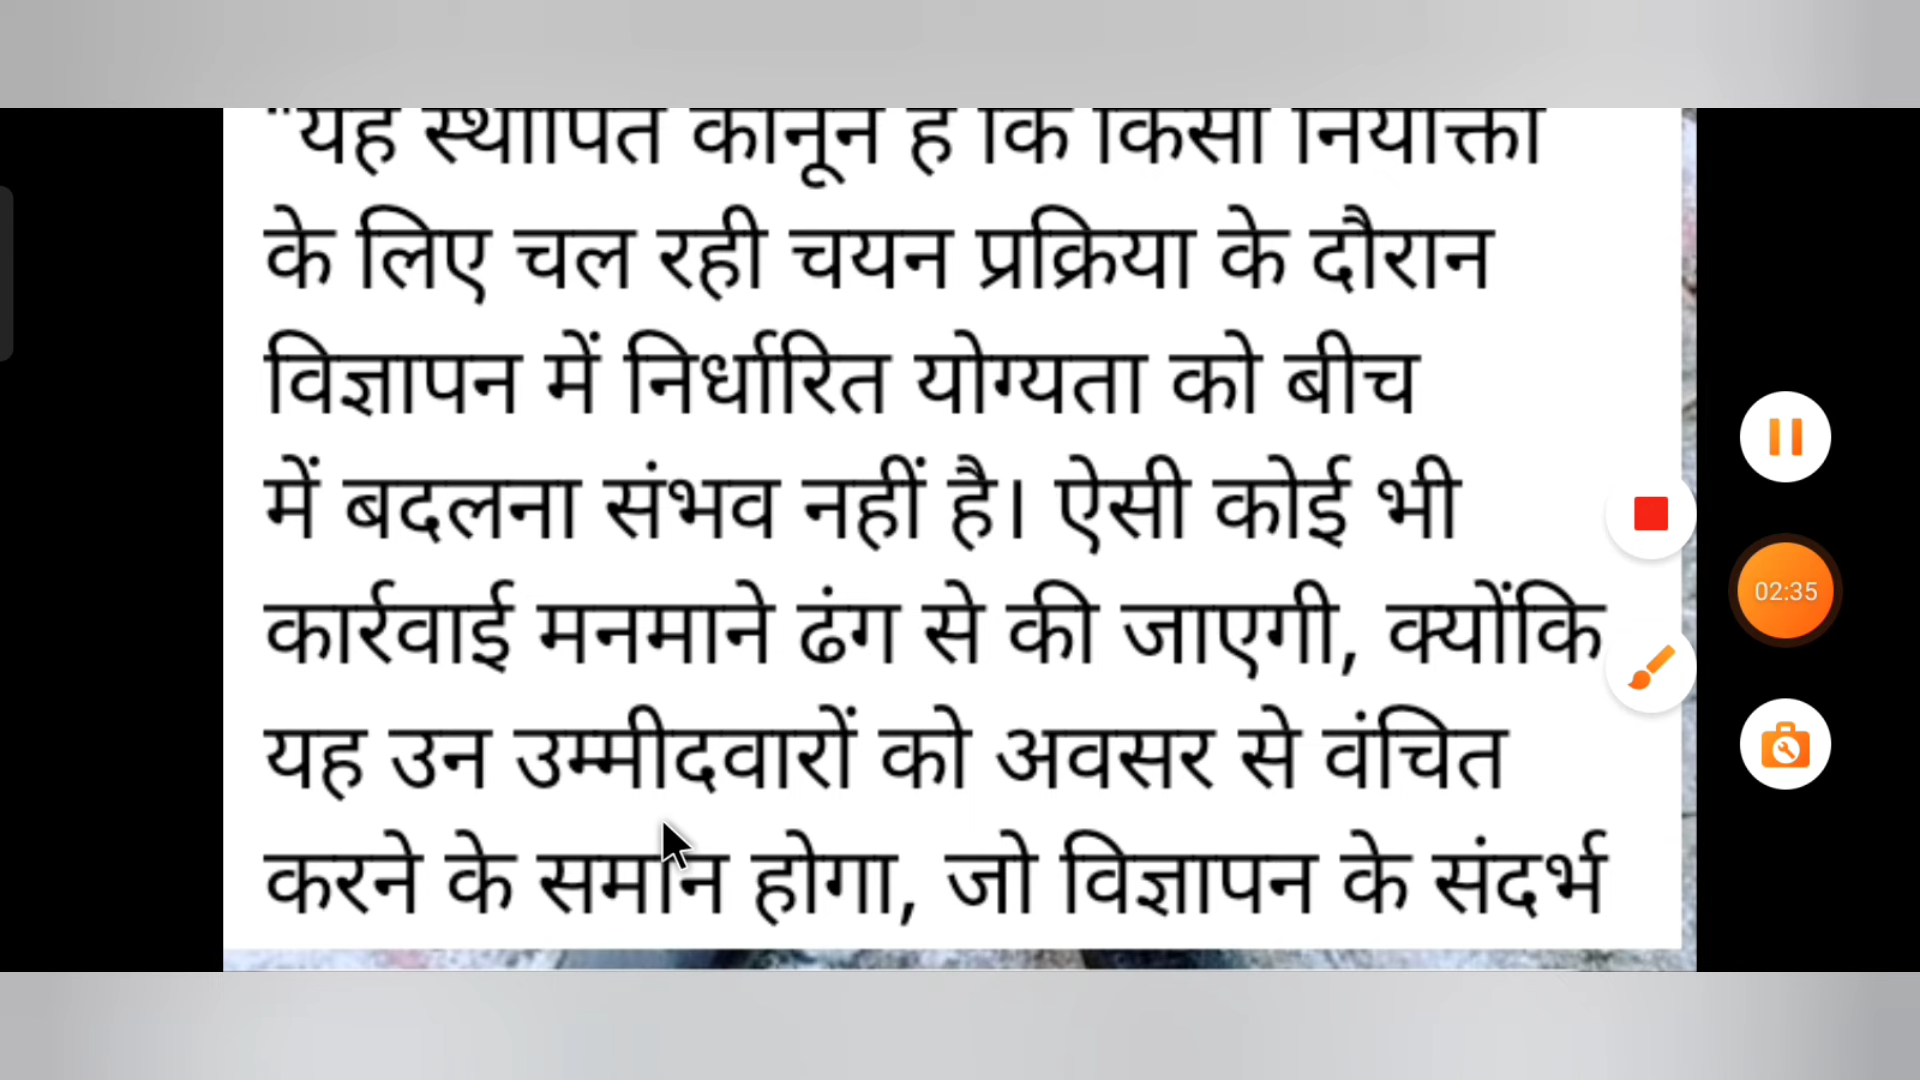 "यह स्थापित कानून है कि किसी नियोक्ता
के लिए चल रही चयन प्रक्रिया के दौरान
विज्ञापन में निर्धारित योग्यता को बीच
में बदलना संभव नहीं है। ऐसी कोई भी
कार्रवाई मनमाने ढंग से की जाएगी, क्योंकि
यह उन उम्मीदवारों को अवसर से वंचित
करने के समान होगा, जो विज्ञापन के संदर्भ
02:35